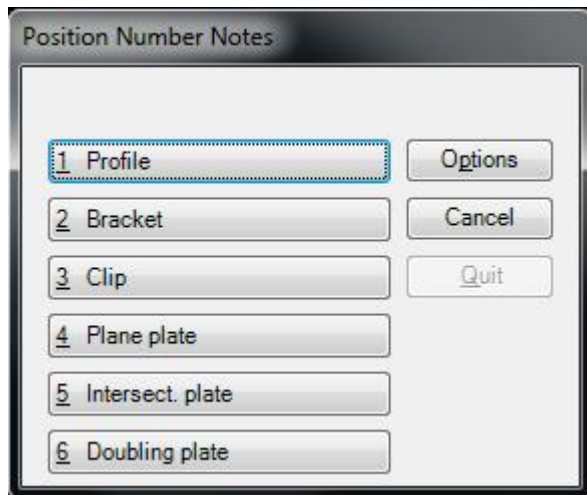 Position Number Notes
1 Profile
Options
2 Bracket
Cancel
3 Clip
Quit
4 Plane plate
5 Intersect. plate
6 Doubling plate